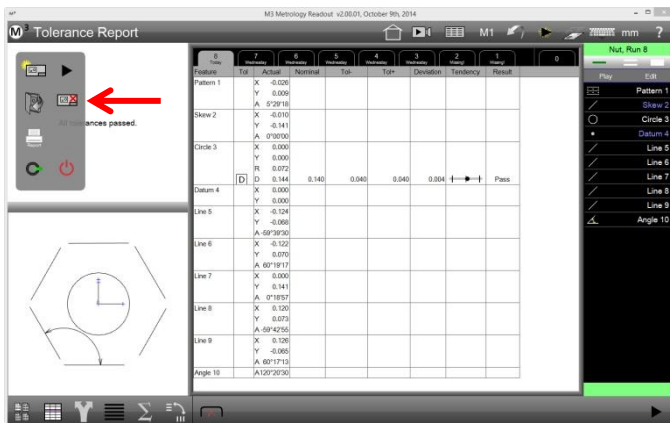 M3 Metrology Readout v2.00.01, October 9th, 2014
M3 Tolerance Report
M1
mm
?
All tolerances passed.
8 Today
7 Wednesday
6 Wednesday
5 Wednesday
4 Wednesday
3 Wednesday
2 Missing!
1 Missing!
0
Feature Tol Actual Nominal Tol- Tol+ Deviation Tendency Result
Pattern 1 X -0.026
Y 0.009
A 5°29'18
Skew 2 X -0.010
Y -0.141
A 0°00'00
Circle 3 X 0.000
Y 0.000
R 0.072
D D 0.144 0.140 0.040 0.040 0.004 Pass
Datum 4 X 0.000
Y 0.000
Line 5 X -0.124
Y -0.068
A -59°39'30
Line 6 X -0.122
Y 0.070
A 60°19'17
Line 7 X 0.000
Y 0.141
A 0°18'57
Line 8 X 0.120
Y 0.073
A -59°42'55
Line 9 X 0.126
Y -0.065
A 60°17'13
Angle 10 A 120°20'30
Nut, Run 8
Play Edit
Pattern 1
Skew 2
Circle 3
Datum 4
Line 5
Line 6
Line 7
Line 8
Line 9
Angle 10